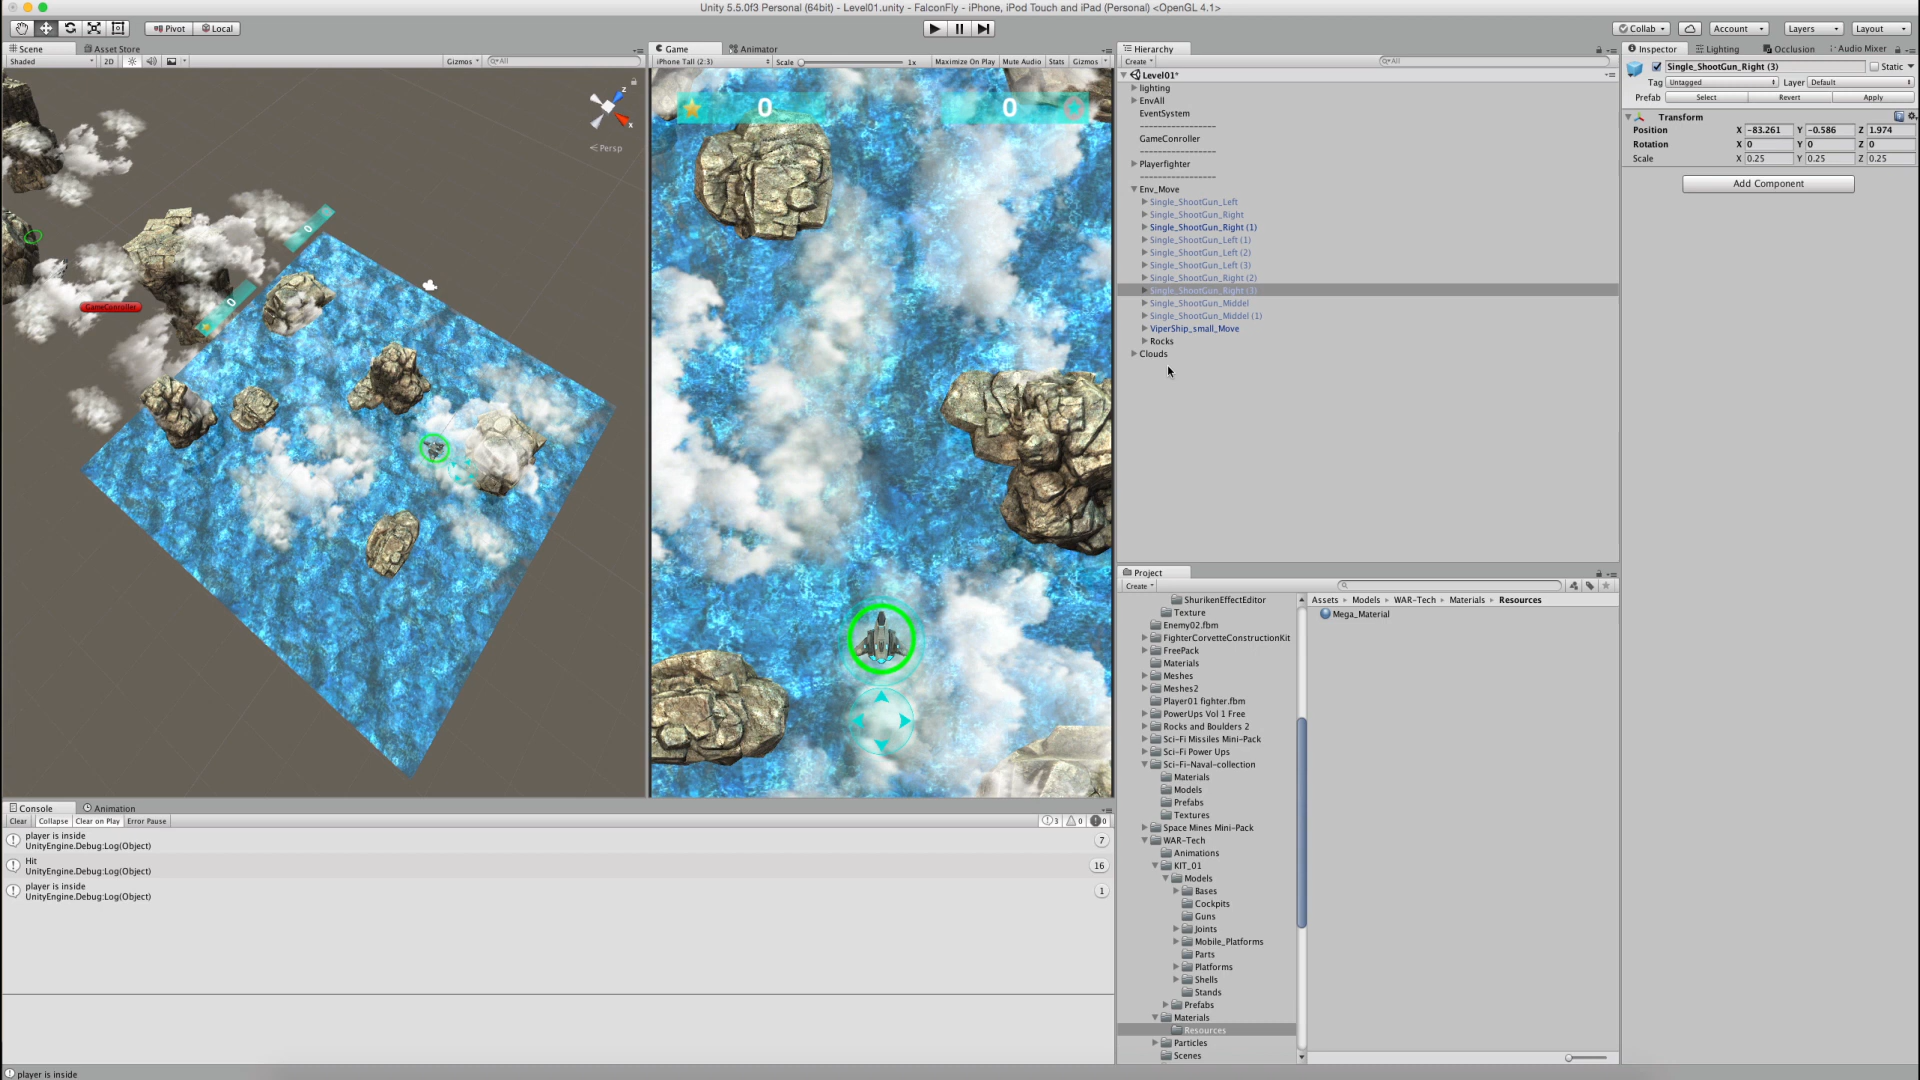 Unity 5.5.0f3 Personal (64bit) - Level01.unity - FalconFly - iPhone, iPod Touch and iPad (Personal) <OpenGL 4.1>
Pivot Local
Collab Account Layers Layout
Scene Asset Store
Shaded 2D Gizmos All
z
x
Persp
0
0
GameConroller
Game Animator
iPhone Tall (2:3) Scale 1x Maximize On Play Mute Audio Stats Gizmos
0 0
Hierarchy
Create All
Level01*
lighting
EnvAll
EventSystem
-----------------
GameConroller
-----------------
Playerfighter
-----------------
Env_Move
Single_ShootGun_Left
Single_ShootGun_Right
Single_ShootGun_Right (1)
Single_ShootGun_Left (1)
Single_ShootGun_Left (2)
Single_ShootGun_Left (3)
Single_ShootGun_Right (2)
Single_ShootGun_Right (3)
Single_ShootGun_Middel
Single_ShootGun_Middel (1)
ViperShip_small_Move
Rocks
Clouds
Inspector Lighting Occlusion Audio Mixer
Single_ShootGun_Right (3) Static
Tag Untagged Layer Default
Prefab Select Revert Apply
Transform
Position X -83.261 Y -0.586 Z 1.974
Rotation X 0 Y 0 Z 0
Scale X 0.25 Y 0.25 Z 0.25
Add Component
Project
Create
ShurikenEffectEditor
Texture
Enemy02.fbm
FighterCorvetteConstructionKit
FreePack
Materials
Meshes
Meshes2
Player01 fighter.fbm
PowerUps Vol 1 Free
Rocks and Boulders 2
Sci-Fi Missiles Mini-Pack
Sci-Fi Power Ups
Sci-Fi-Naval-collection
Materials
Models
Prefabs
Textures
Space Mines Mini-Pack
WAR-Tech
Animations
KIT_01
Models
Bases
Cockpits
Guns
Joints
Mobile_Platforms
Parts
Platforms
Shells
Stands
Prefabs
Materials
Resources
Particles
Scenes
Assets Models WAR-Tech Materials Resources
Mega_Material
Console Animation
Clear Collapse Clear on Play Error Pause 3 0 0
player is inside
UnityEngine.Debug:Log(Object) 7
Hit
UnityEngine.Debug:Log(Object) 16
player is inside
UnityEngine.Debug:Log(Object) 1
player is inside